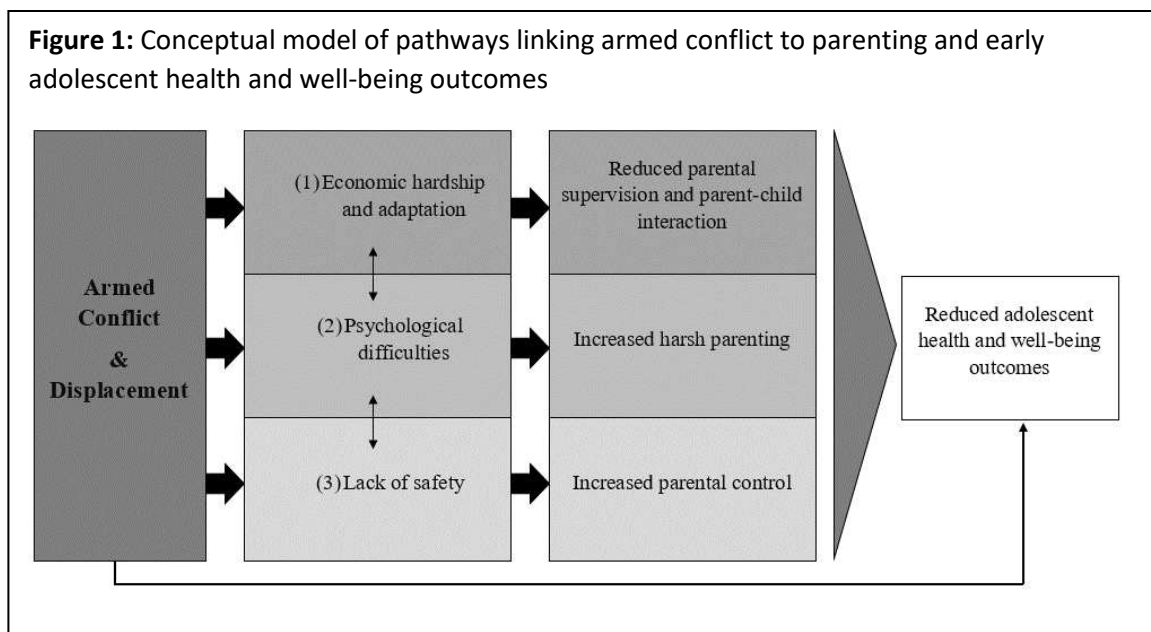 Figure 1: Conceptual model of pathways linking armed conflict to parenting and early
adolescent health and well-being outcomes
Armed
Conflict
&
Displacement
(1) Economic hardship
and adaptation
(2) Psychological
difficulties
(3) Lack of safety
Reduced parental
supervision and parent-child
interaction
Increased harsh parenting
Increased parental control
Reduced adolescent
health and well-being
outcomes